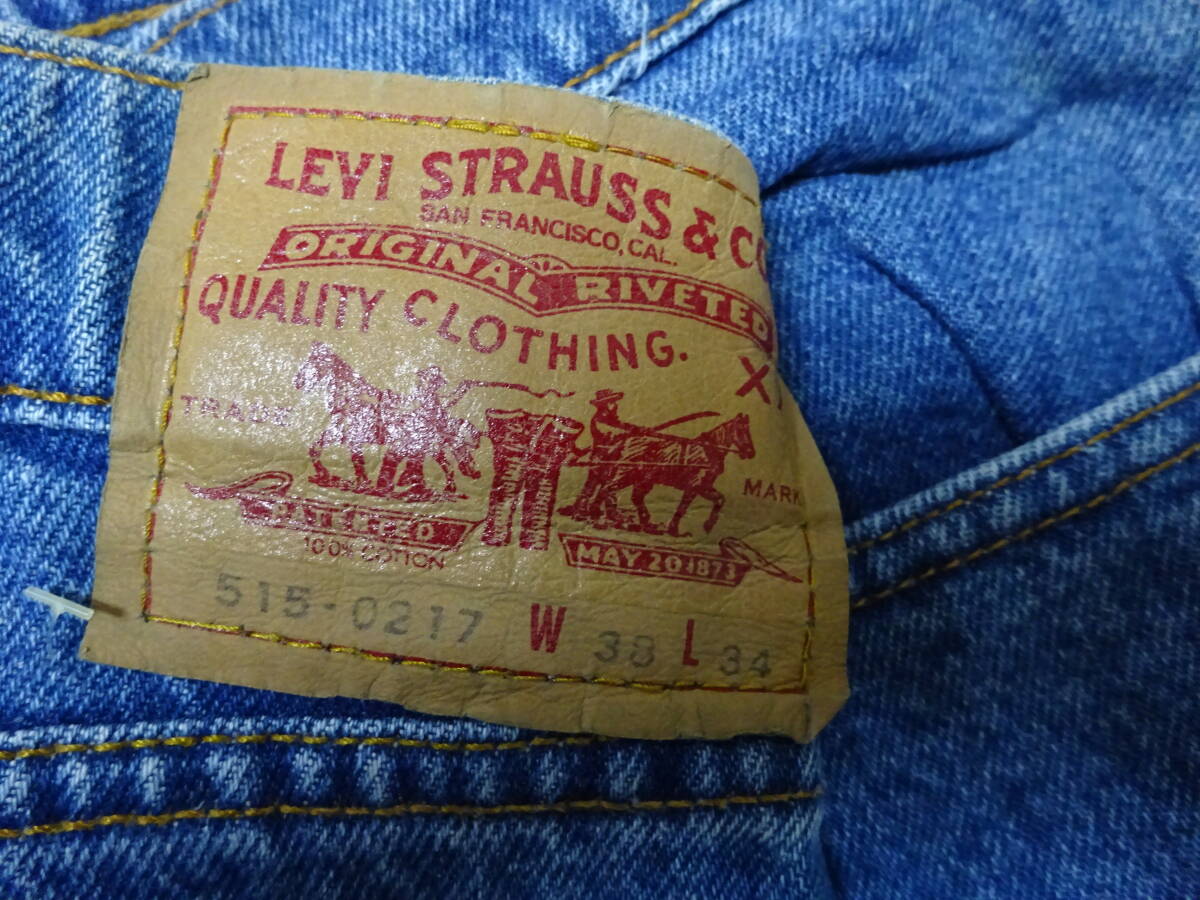 LEVI STRAUSS & CO
SAN FRANCISCO, CAL.
ORIGINAL RIVETED
QUALITY CLOTHING.
TRADE MARK
PATENTED MAY 20 1873
100% COTTON
515-0217 W 38 L 34